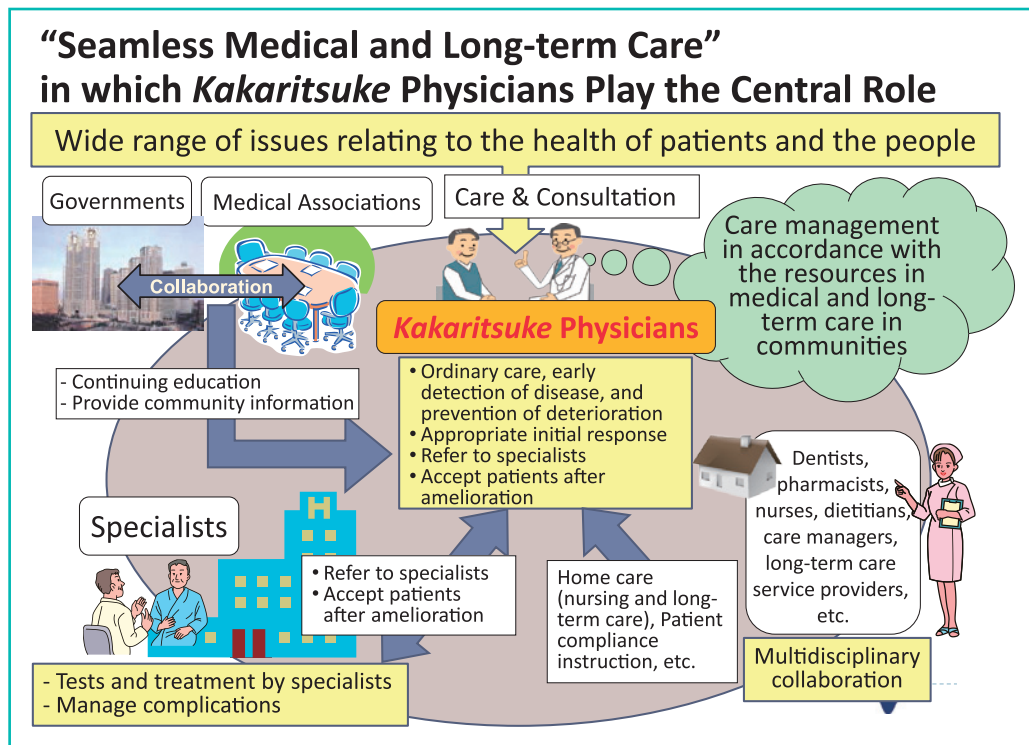 “Seamless Medical and Long-term Care”
in which Kakaritsuke Physicians Play the Central Role
Wide range of issues relating to the health of patients and the people
Governments
Medical Associations
Care & Consultation
Collaboration
Care management
in accordance with
the resources in
medical and long-
term care in
communities
Kakaritsuke Physicians
- Continuing education
- Provide community information
• Ordinary care, early
detection of disease, and
prevention of deterioration
• Appropriate initial response
• Refer to specialists
• Accept patients after
amelioration
Dentists,
pharmacists,
nurses, dietitians,
care managers,
long-term care
service providers,
etc.
Specialists
H
• Refer to specialists
• Accept patients
after amelioration
Home care
(nursing and long-
term care), Patient
compliance
instruction, etc.
Multidisciplinary
collaboration
- Tests and treatment by specialists
- Manage complications